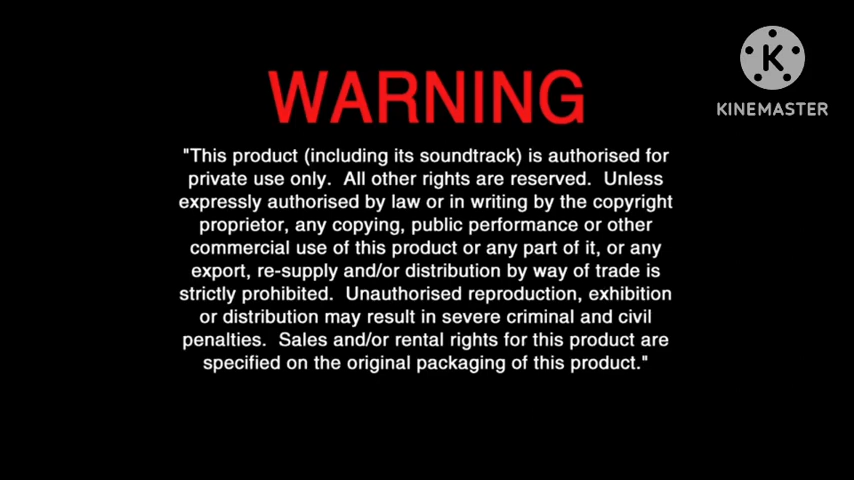 WARNING
K
KINEMASTER
"This product (including its soundtrack) is authorised for
private use only.  All other rights are reserved.  Unless
expressly authorised by law or in writing by the copyright
proprietor, any copying, public performance or other
commercial use of this product or any part of it, or any
export, re-supply and/or distribution by way of trade is
strictly prohibited.  Unauthorised reproduction, exhibition
or distribution may result in severe criminal and civil
penalties.  Sales and/or rental rights for this product are
specified on the original packaging of this product."